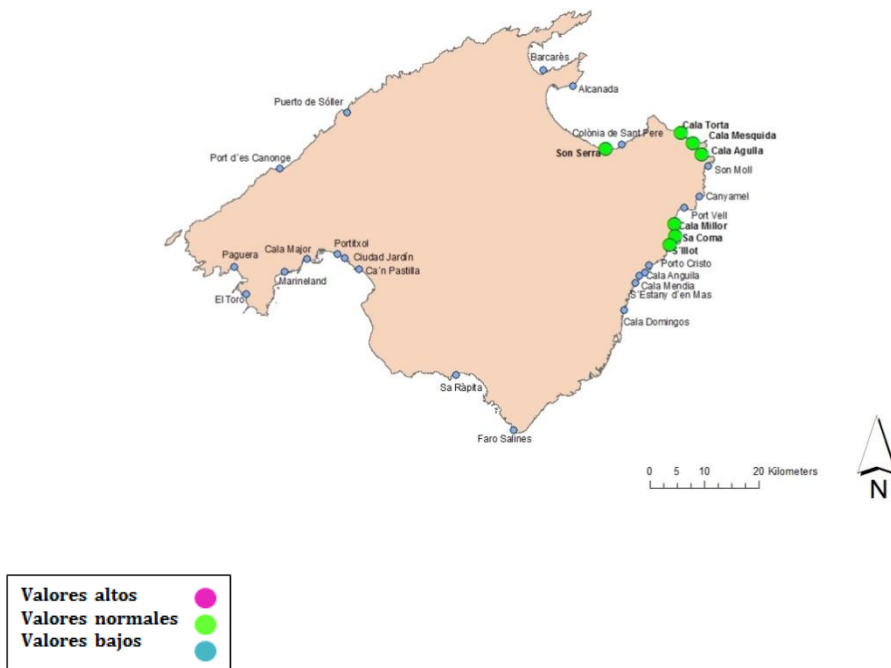 Barcarès
Alcanada
Puerto de Sóller
Cala Torta
Colònia de Sant Pere
Cala Mesquida
Son Serra
Cala Agulla
Port d'es Canonge
Son Moll
Canyamel
Port Vell
Cala Millor
Sa Coma
S'Illot
Portitxol
Cala Major
Ciudad Jardín
Paguera
Ca'n Pastilla
Marineland
El Toro
Porto Cristo
Cala Anguila
Cala Mendia
S'Estany d'en Mas
Cala Domingos
Sa Ràpita
Faro Salines
0 5 10 20 Kilometers
N
Valores altos
Valores normales
Valores bajos